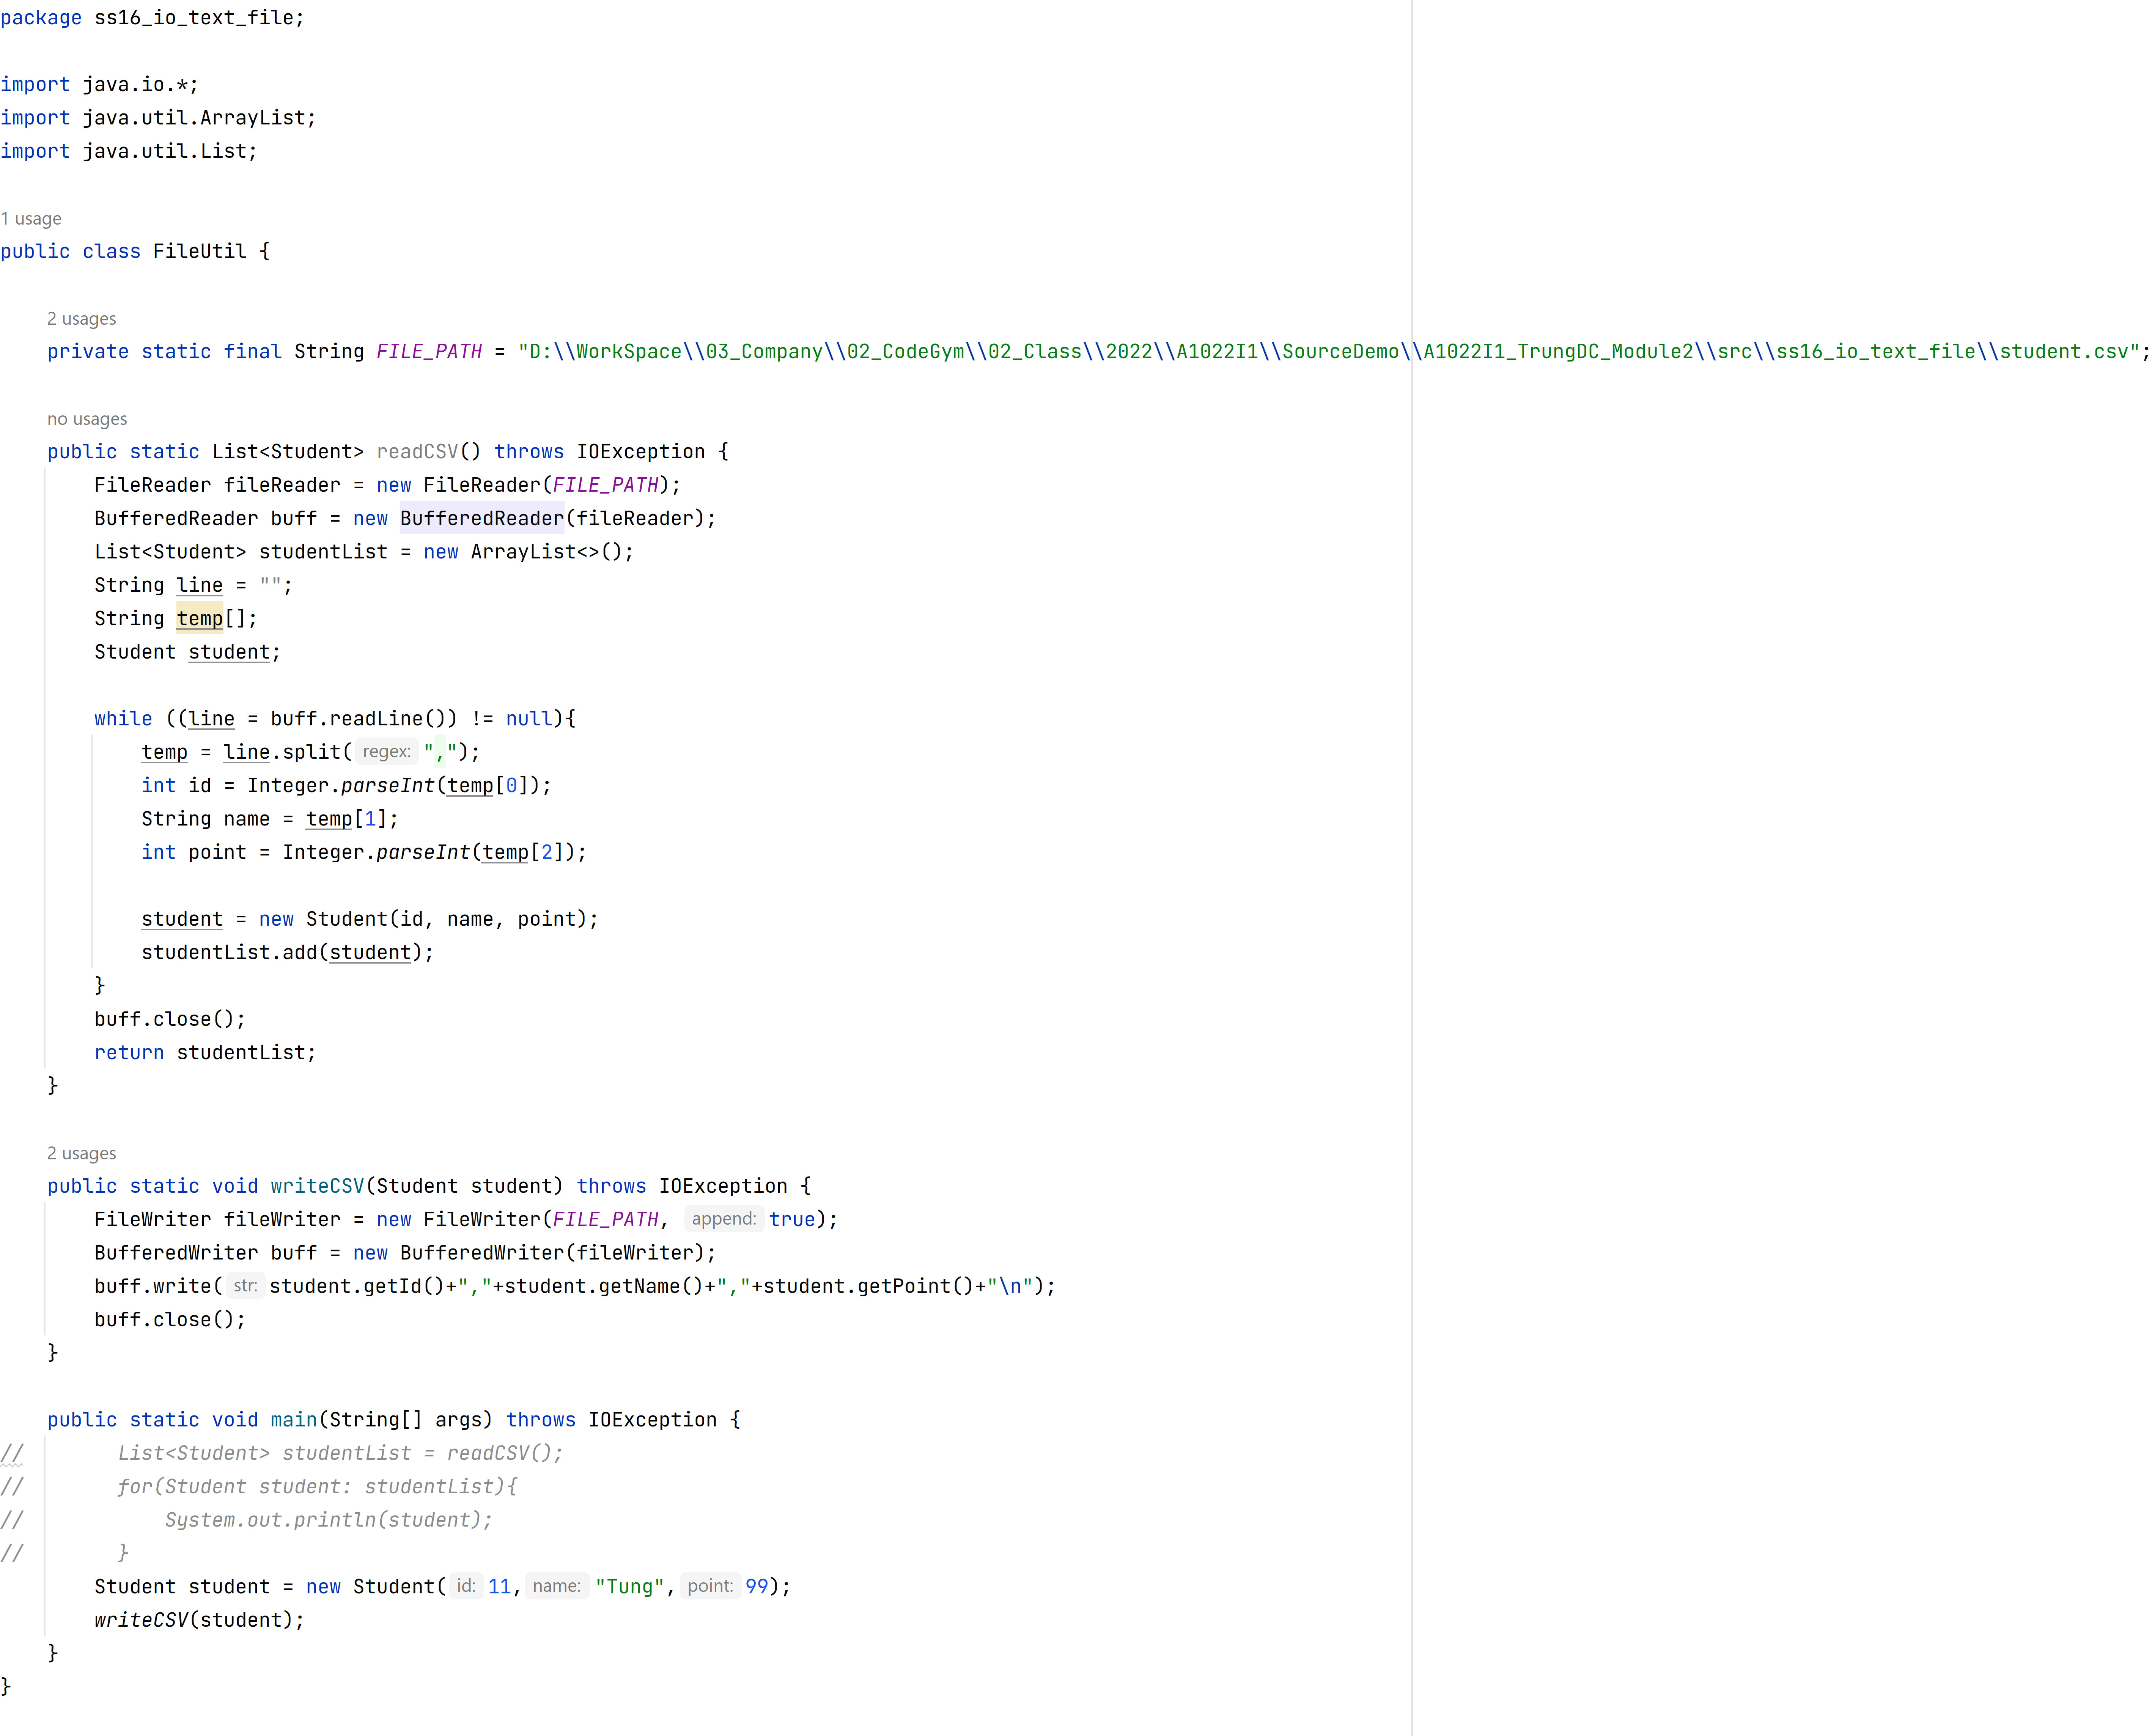 package ss16_io_text_file;
import java.io.*;
import java.util.ArrayList;
import java.util.List;
1 usage
public class FileUtil {
2 usages
private static final String FILE_PATH = "D:\\WorkSpace\\03_Company\\02_CodeGym\\02_Class\\2022\\A1022I1\\SourceDemo\\A1022I1_TrungDC_Module2\\src\\ss16_io_text_file\\student.csv";
no usages
public static List<Student> readCSV() throws IOException {
FileReader fileReader = new FileReader(FILE_PATH);
BufferedReader buff = new BufferedReader(fileReader);
List<Student> studentList = new ArrayList<>();
String line = "";
String temp[];
Student student;
while ((line = buff.readLine()) != null){
temp = line.split( regex: ",");
int id = Integer.parseInt(temp[0]);
String name = temp[1];
int point = Integer.parseInt(temp[2]);
student = new Student(id, name, point);
studentList.add(student);
}
buff.close();
return studentList;
}
2 usages
public static void writeCSV(Student student) throws IOException {
FileWriter fileWriter = new FileWriter(FILE_PATH, append: true);
BufferedWriter buff = new BufferedWriter(fileWriter);
buff.write( str: student.getId()+","+student.getName()+","+student.getPoint()+"\n");
buff.close();
}
public static void main(String[] args) throws IOException {
// List<Student> studentList = readCSV();
// for(Student student: studentList){
// System.out.println(student);
// }
Student student = new Student( id: 11, name: "Tung", point: 99);
writeCSV(student);
}
}